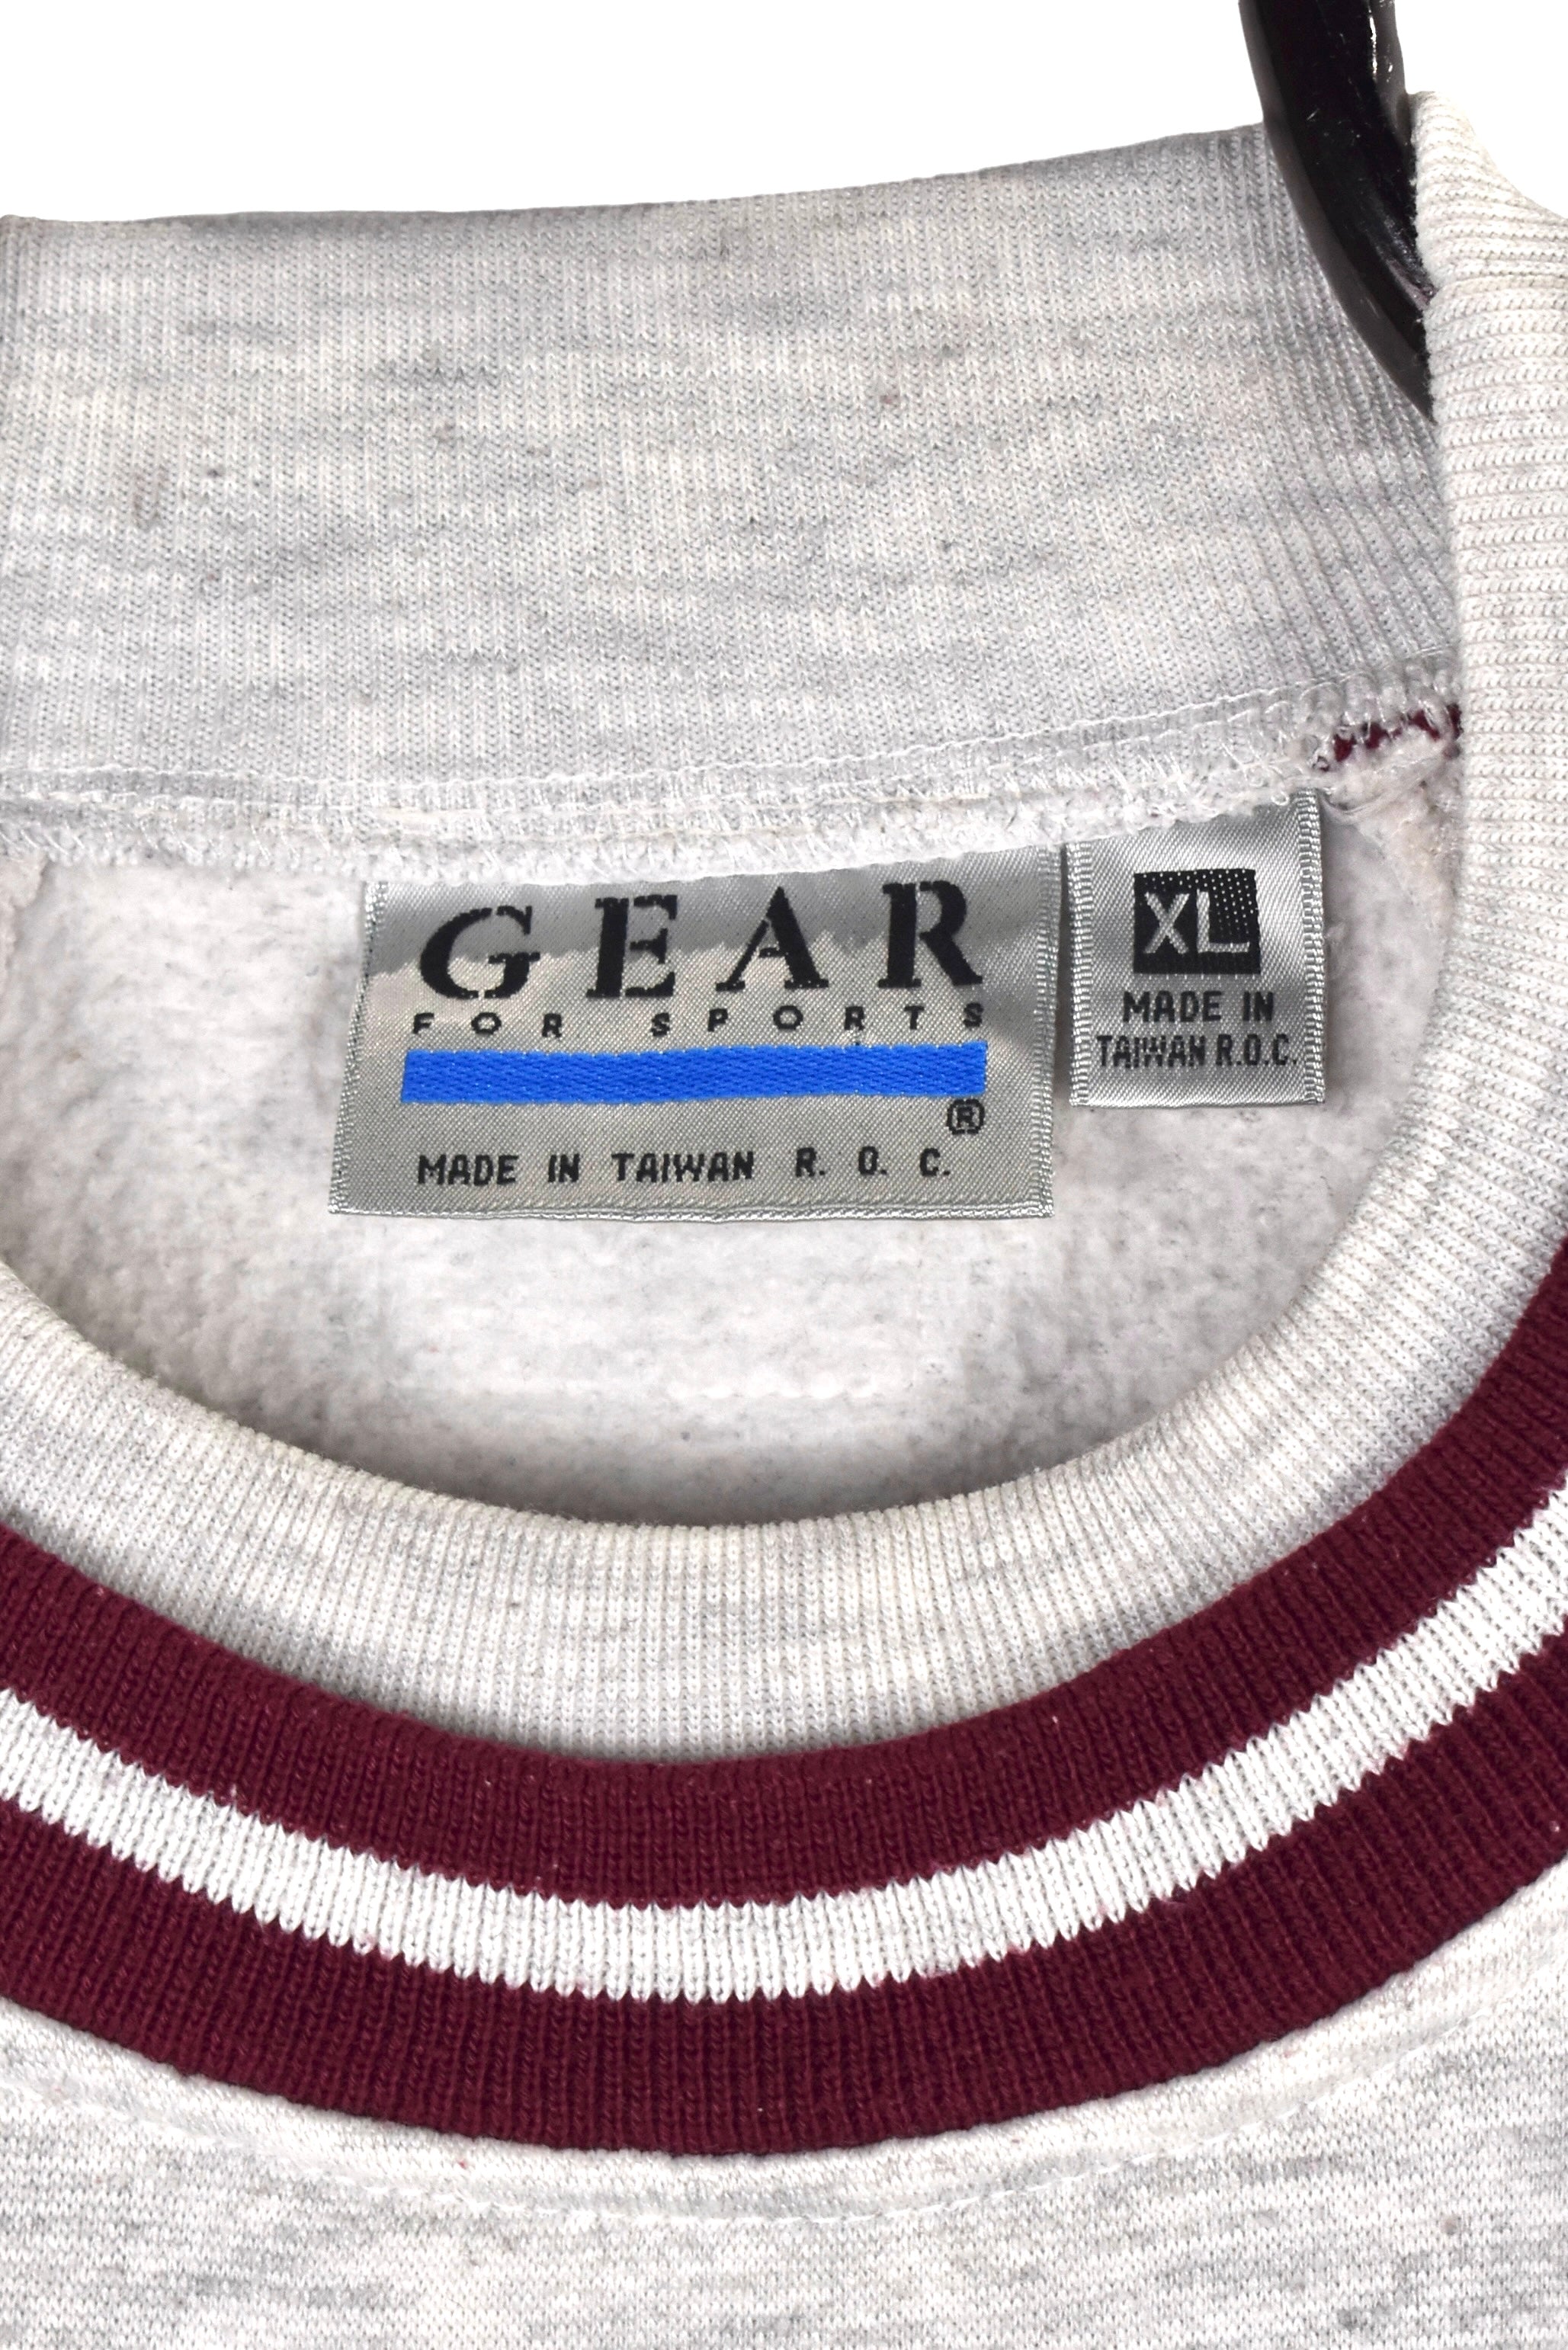 GEAR
FOR SPORTS
®
MADE IN TAIWAN R. O. C.
XL
MADE IN
TAIWAN R.O.C.